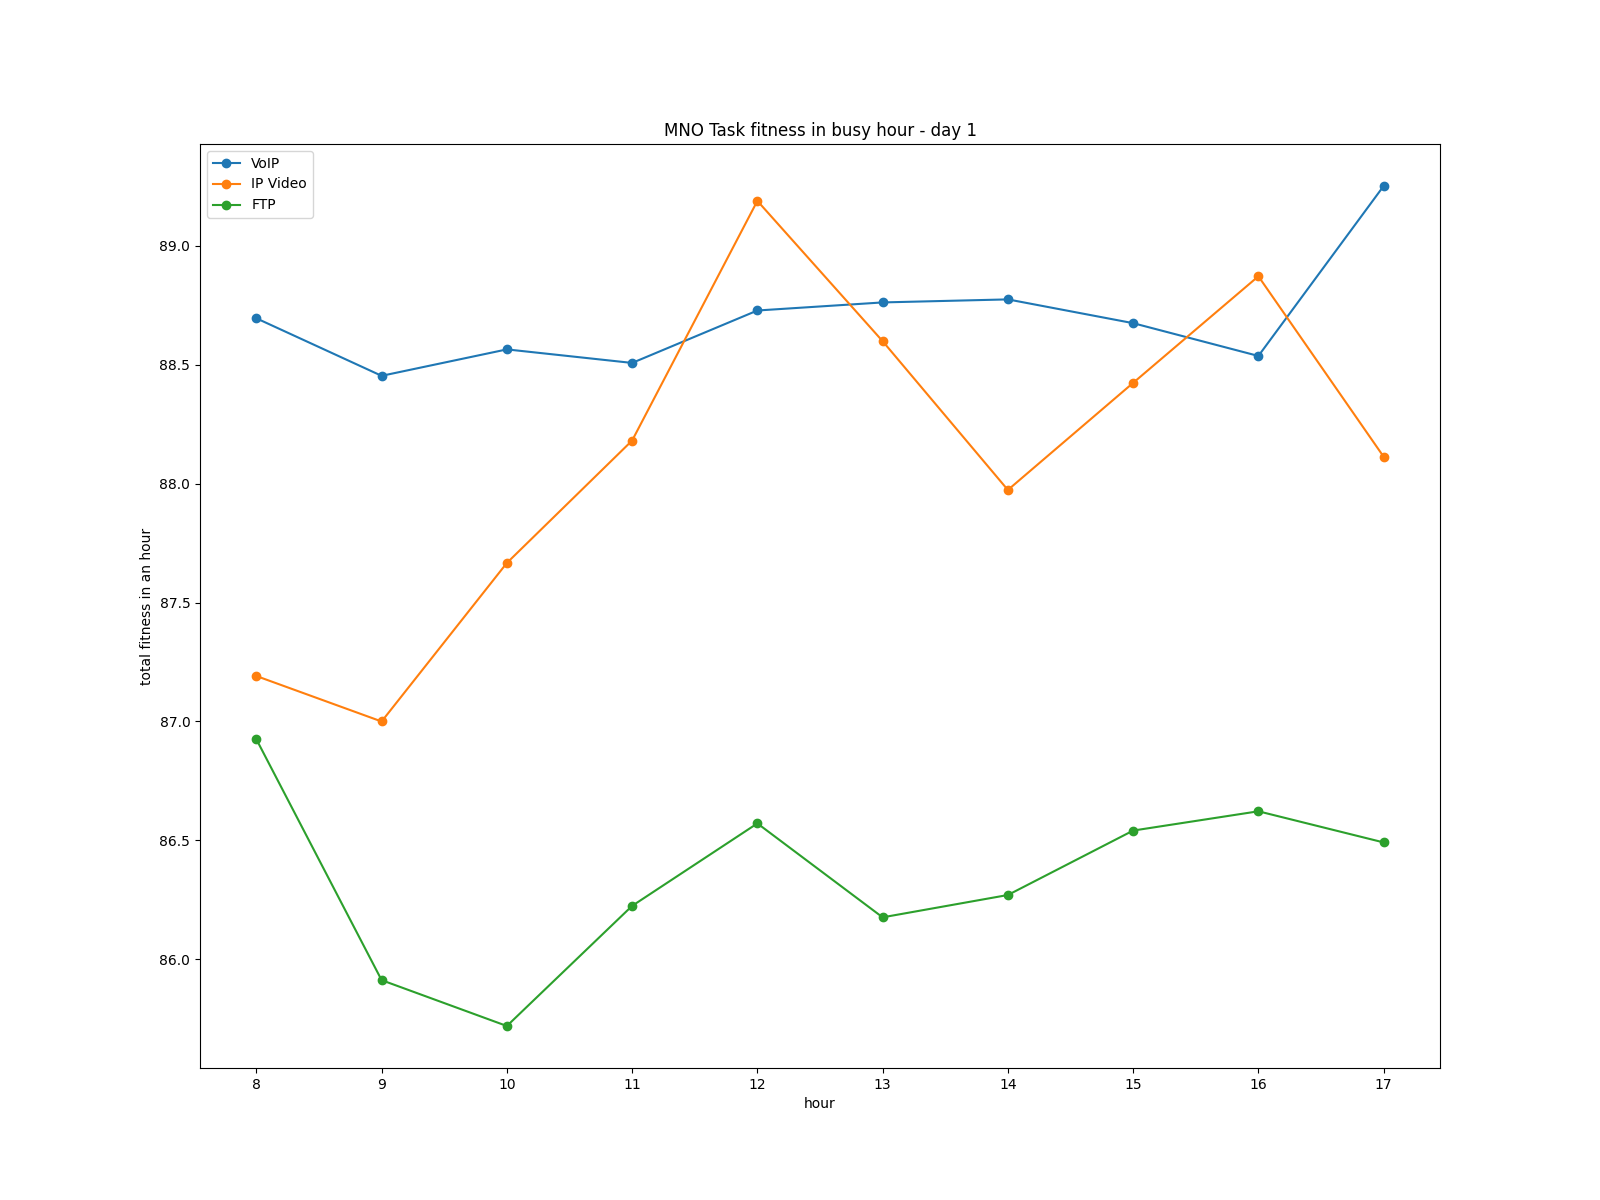 MNO Task fitness in busy hour - day 1
VoIP
IP Video
FTP
total fitness in an hour
89.0
88.5
88.0
87.5
87.0
86.5
86.0
8 9 10 11 12 13 14 15 16 17
hour